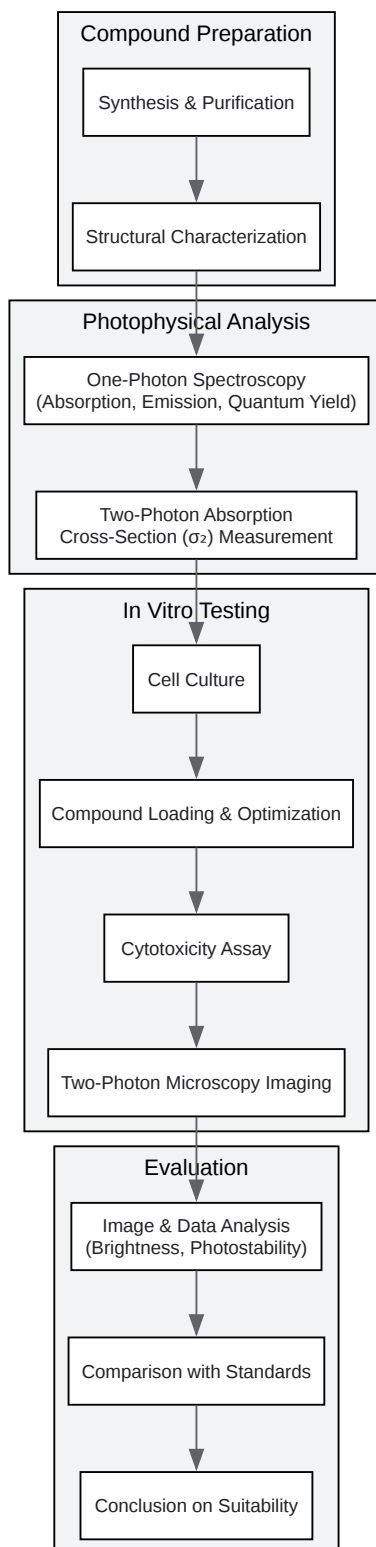 Compound Preparation
Synthesis & Purification
Structural Characterization
Photophysical Analysis
One-Photon Spectroscopy
(Absorption, Emission, Quantum Yield)
Two-Photon Absorption
Cross-Section (σ₂) Measurement
In Vitro Testing
Cell Culture
Compound Loading & Optimization
Cytotoxicity Assay
Two-Photon Microscopy Imaging
Evaluation
Image & Data Analysis
(Brightness, Photostability)
Comparison with Standards
Conclusion on Suitability